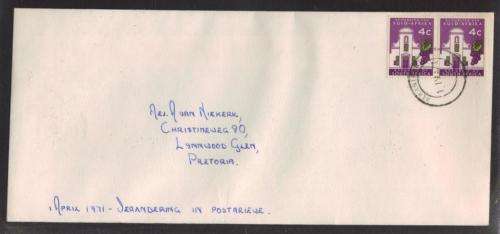 SUID-AFRIKA SUID-AFRIKA
4c 4c
Mev. A van Niekerk,
Christineweg 80,
Lynnwood Glen,
Pretoria.
1 April 1971 - Verandering in postariewe.